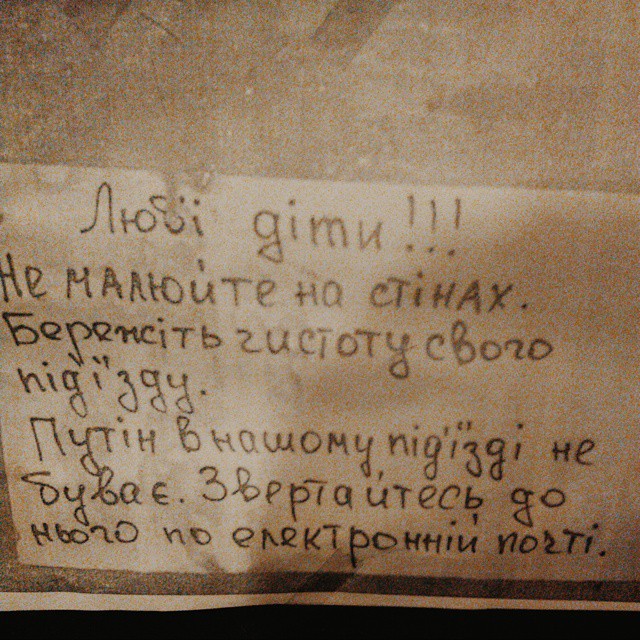 Любі діти!!!
Не малюйте на стінах.
Бережіть чистоту свого
під'їзду.
Путін в нашому під'їзді не
буває. Звертайтесь до
нього по електронній почті.